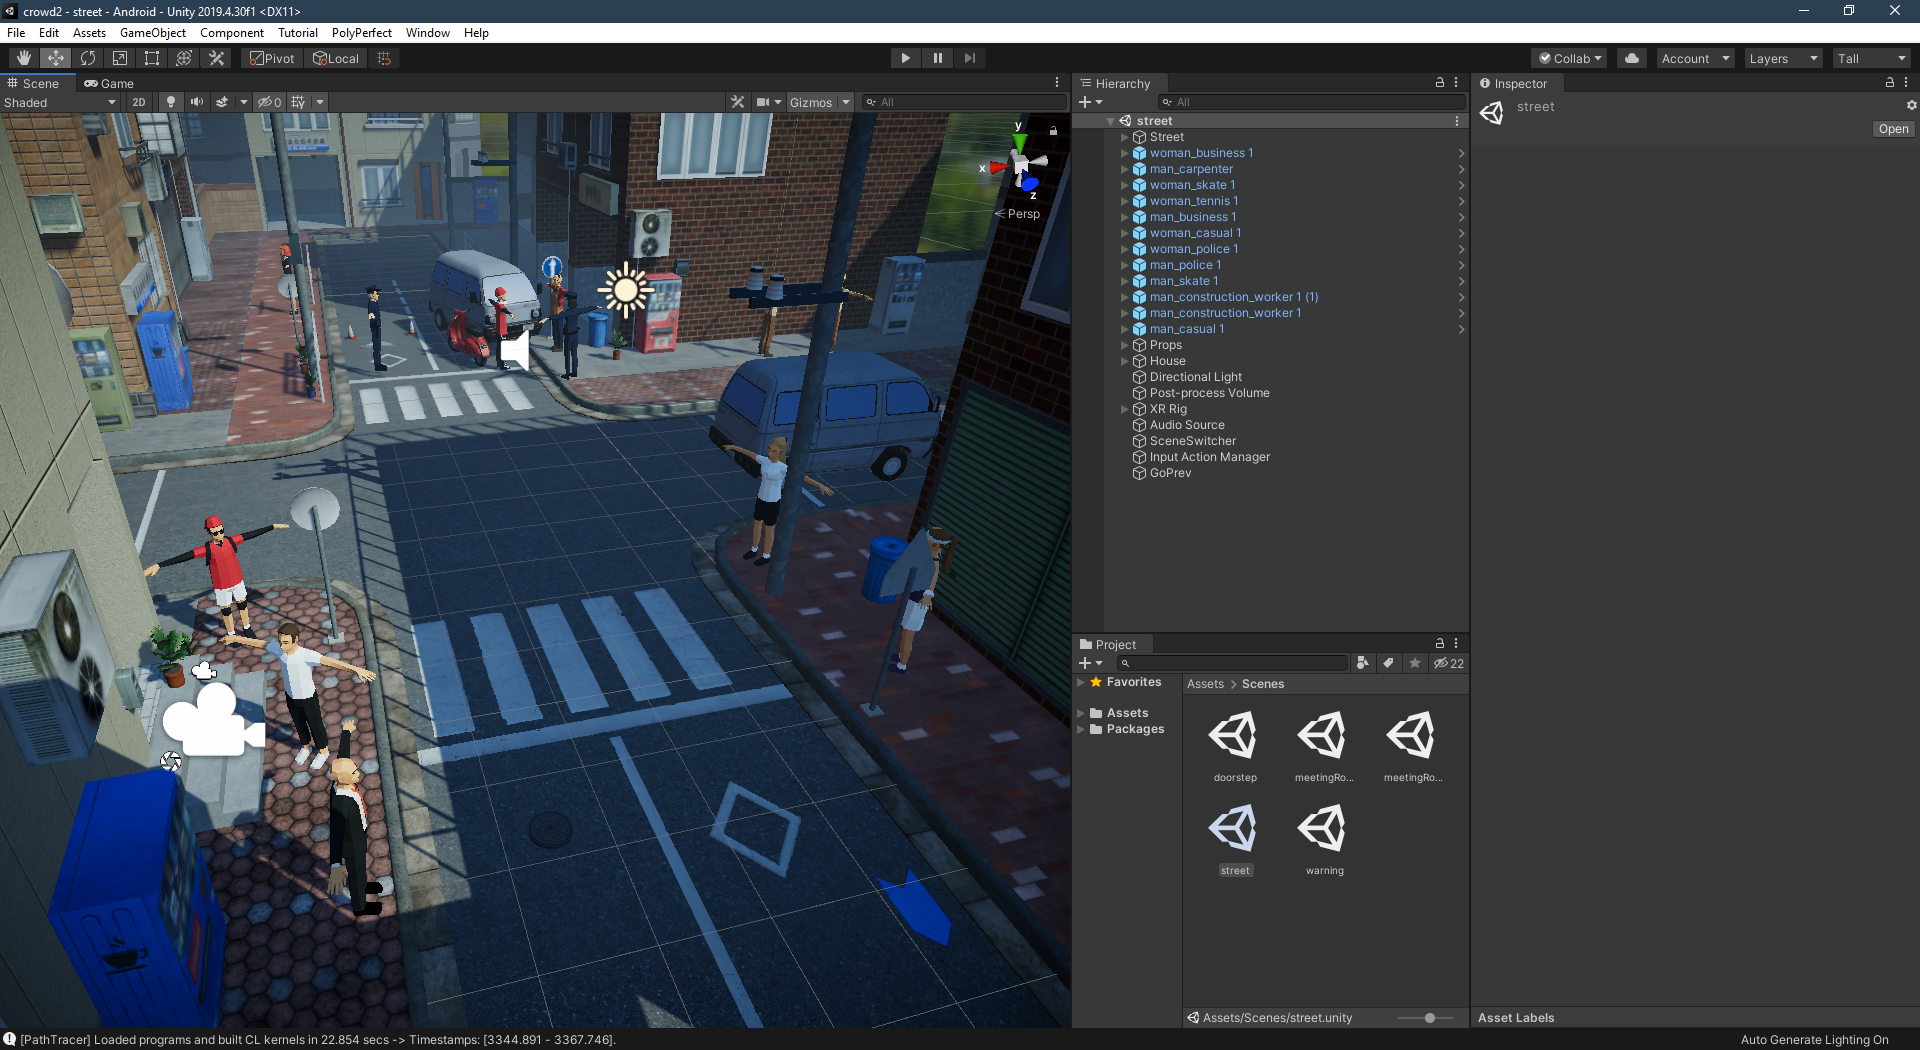 crowd2 - street - Android - Unity 2019.4.30f1 <DX11>
File Edit Assets GameObject Component Tutorial PolyPerfect Window Help
Pivot Local Collab Account Layers Tall
Scene Game
Shaded 2D 0 Gizmos All
y
x
z
Persp
Hierarchy
All
street
Street
woman_business 1
man_carpenter
woman_skate 1
woman_tennis 1
man_business 1
woman_casual 1
woman_police 1
man_police 1
man_skate 1
man_construction_worker 1 (1)
man_construction_worker 1
man_casual 1
Props
House
Directional Light
Post-process Volume
XR Rig
Audio Source
SceneSwitcher
Input Action Manager
GoPrev
Project
22
Favorites
Assets
Packages
Assets > Scenes
doorstep meetingRo... meetingRo...
street warning
Assets/Scenes/street.unity
Inspector
street
Open
Asset Labels
[PathTracer] Loaded programs and built CL kernels in 22.854 secs -> Timestamps: [3344.891 - 3367.746].
Auto Generate Lighting On